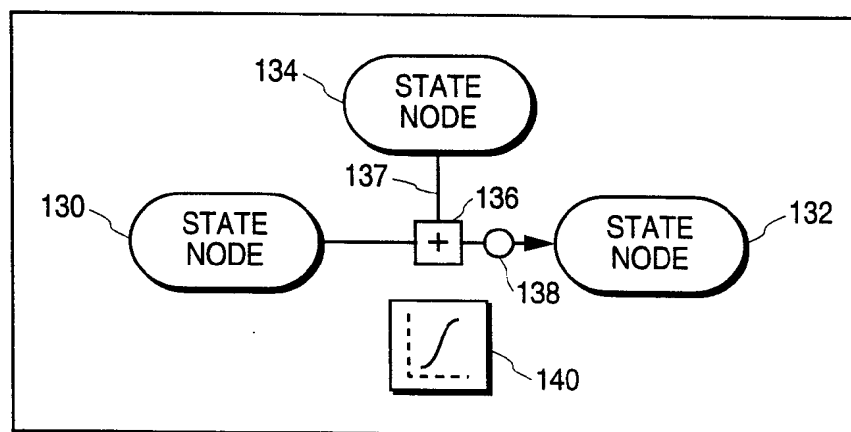 134
STATE
NODE
137
136
130
STATE
NODE
+
STATE
NODE
132
138
140